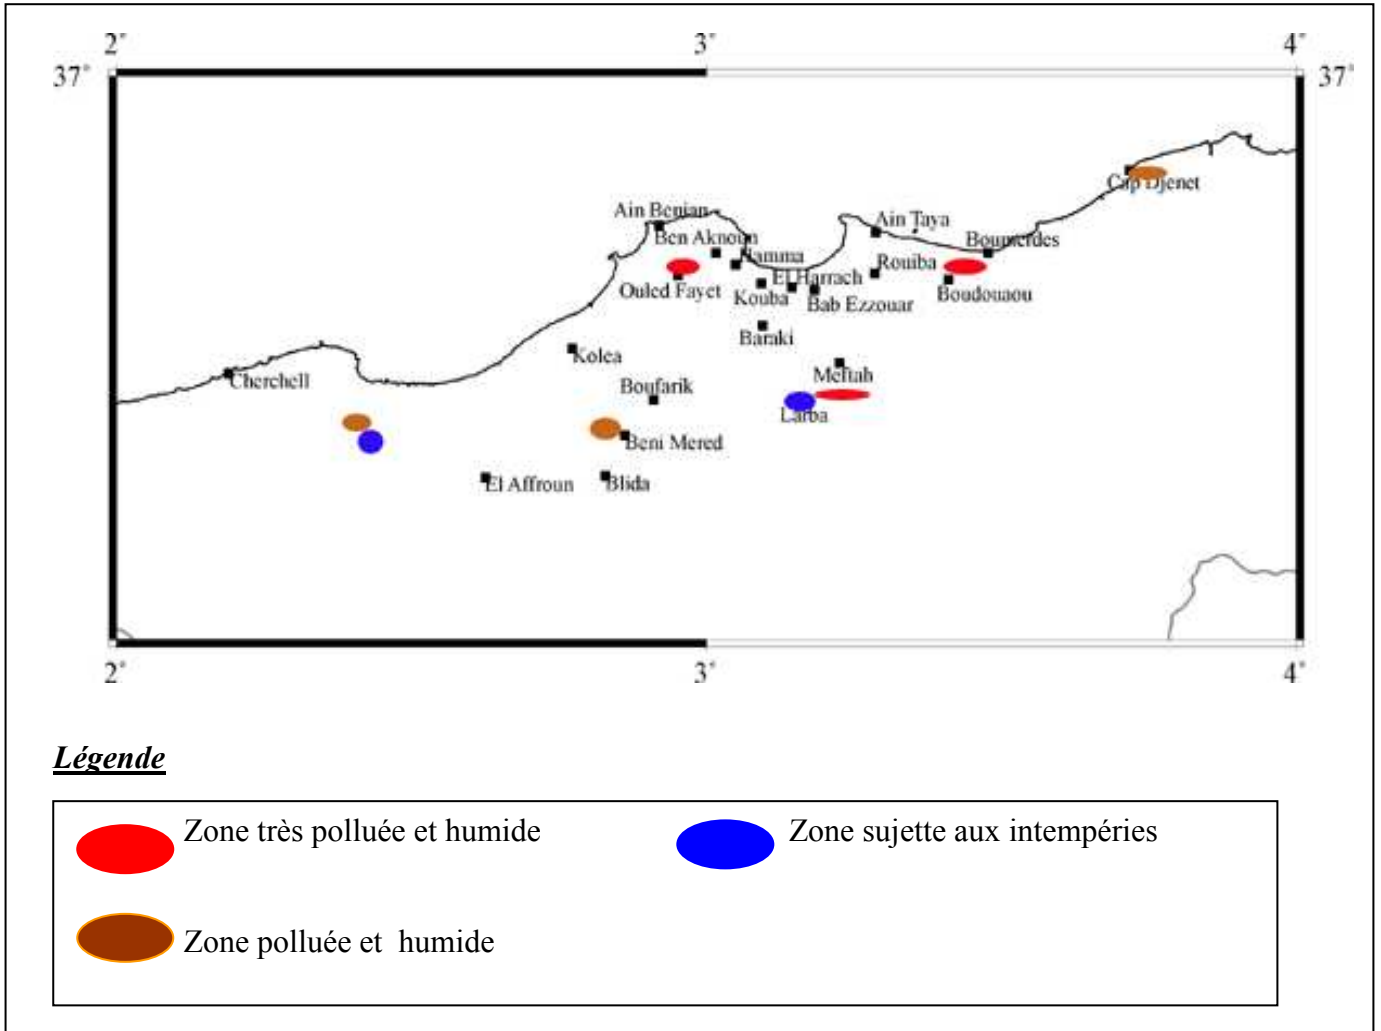 2° 3° 4°
37° 37°
Cap Djenet
Ain Benian
Ain Taya
Ben Aknoun
Boumerdes
Hamma
Rouiba
El Harrach
Ouled Fayet
Kouba
Bab Ezzouar
Boudouaou
Baraki
Kolea
Meftah
Cherchell
Boufarik
Larba
Beni Mered
El Affroun
Blida
2° 3° 4°
Légende
Zone très polluée et humide
Zone sujette aux intempéries
Zone polluée et humide